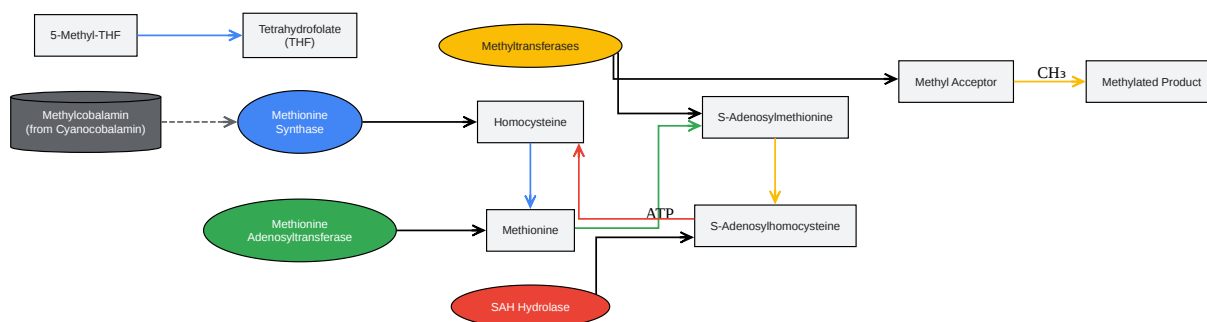 5-Methyl-THF
Tetrahydrofolate
(THF)
Methyltransferases
Methyl Acceptor
CH₃
Methylated Product
Methylcobalamin
(from Cyanocobalamin)
Methionine
Synthase
Homocysteine
S-Adenosylmethionine
Methionine
Adenosyltransferase
Methionine
ATP
S-Adenosylhomocysteine
SAH Hydrolase